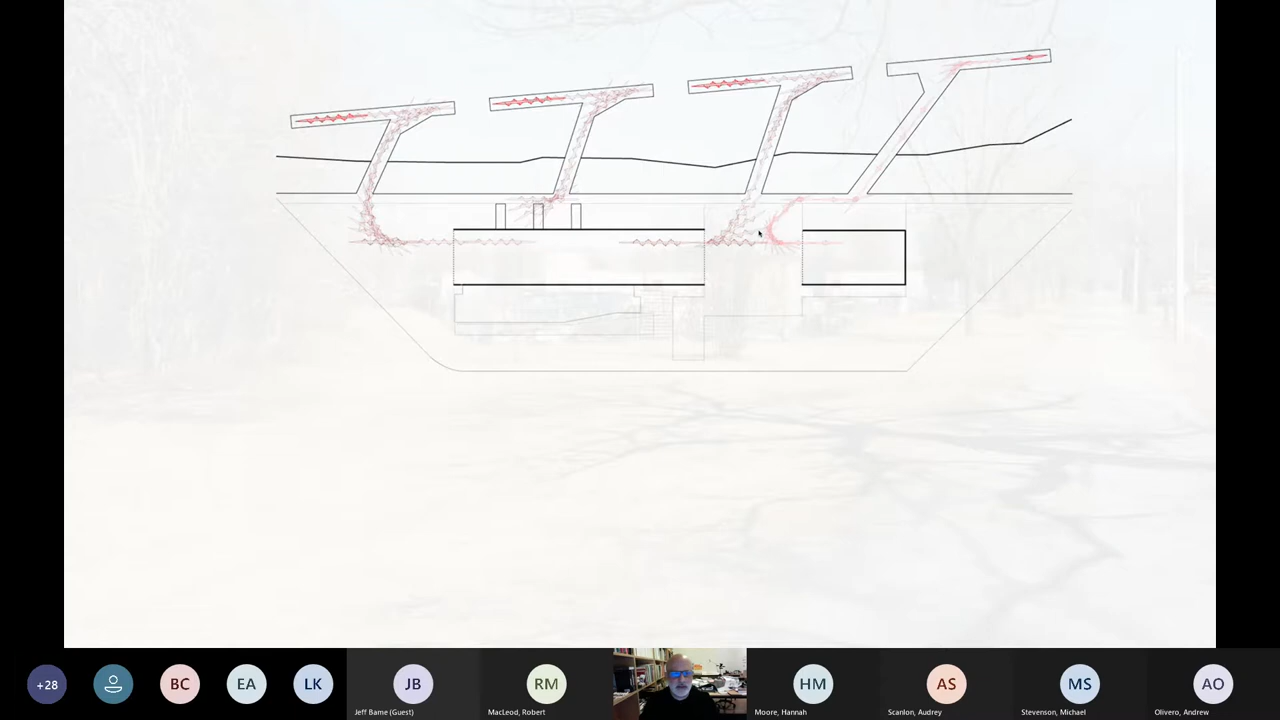 +28
BC
EA
LK
JB
Jeff Bame (Guest)
RM
MacLeod, Robert
HM
Moore, Hannah
AS
Scanlon, Audrey
MS
Stevenson, Michael
AO
Olivero, Andrew